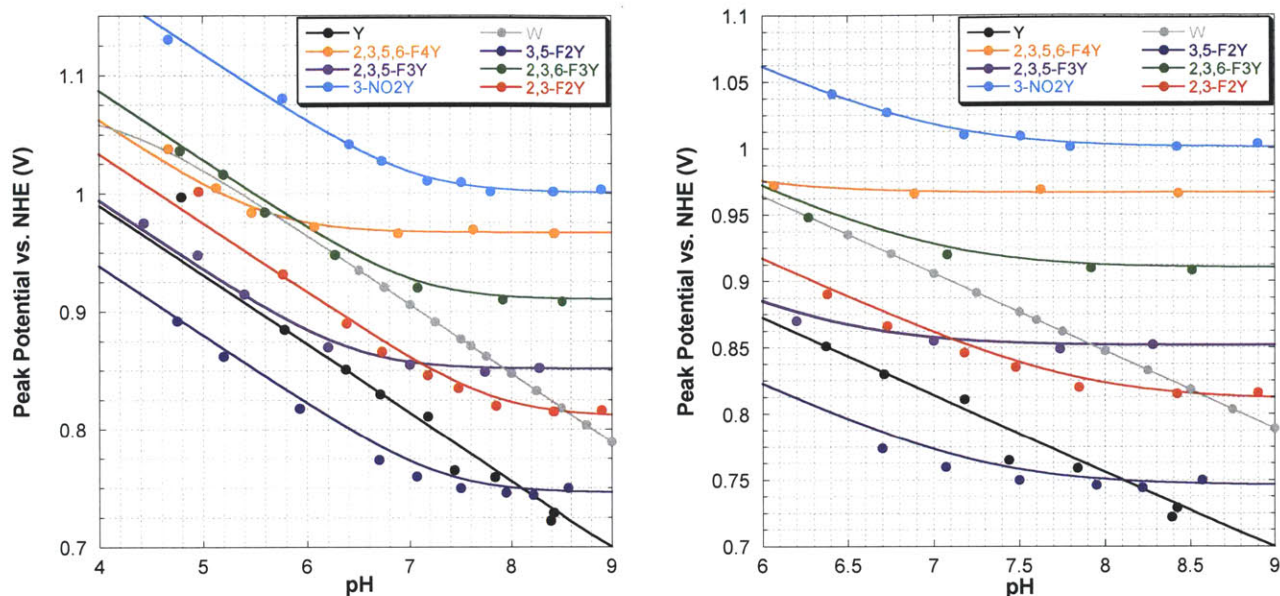 Y W
2,3,5,6-F4Y 3,5-F2Y
2,3,5-F3Y 2,3,6-F3Y
3-NO2Y 2,3-F2Y
Peak Potential vs. NHE (V)
1.1
1
0.9
0.8
0.7
4 5 6 7 8 9
pH
Y W
2,3,5,6-F4Y 3,5-F2Y
2,3,5-F3Y 2,3,6-F3Y
3-NO2Y 2,3-F2Y
Peak Potential vs. NHE (V)
1.1
1.05
1
0.95
0.9
0.85
0.8
0.75
0.7
6 6.5 7 7.5 8 8.5 9
pH